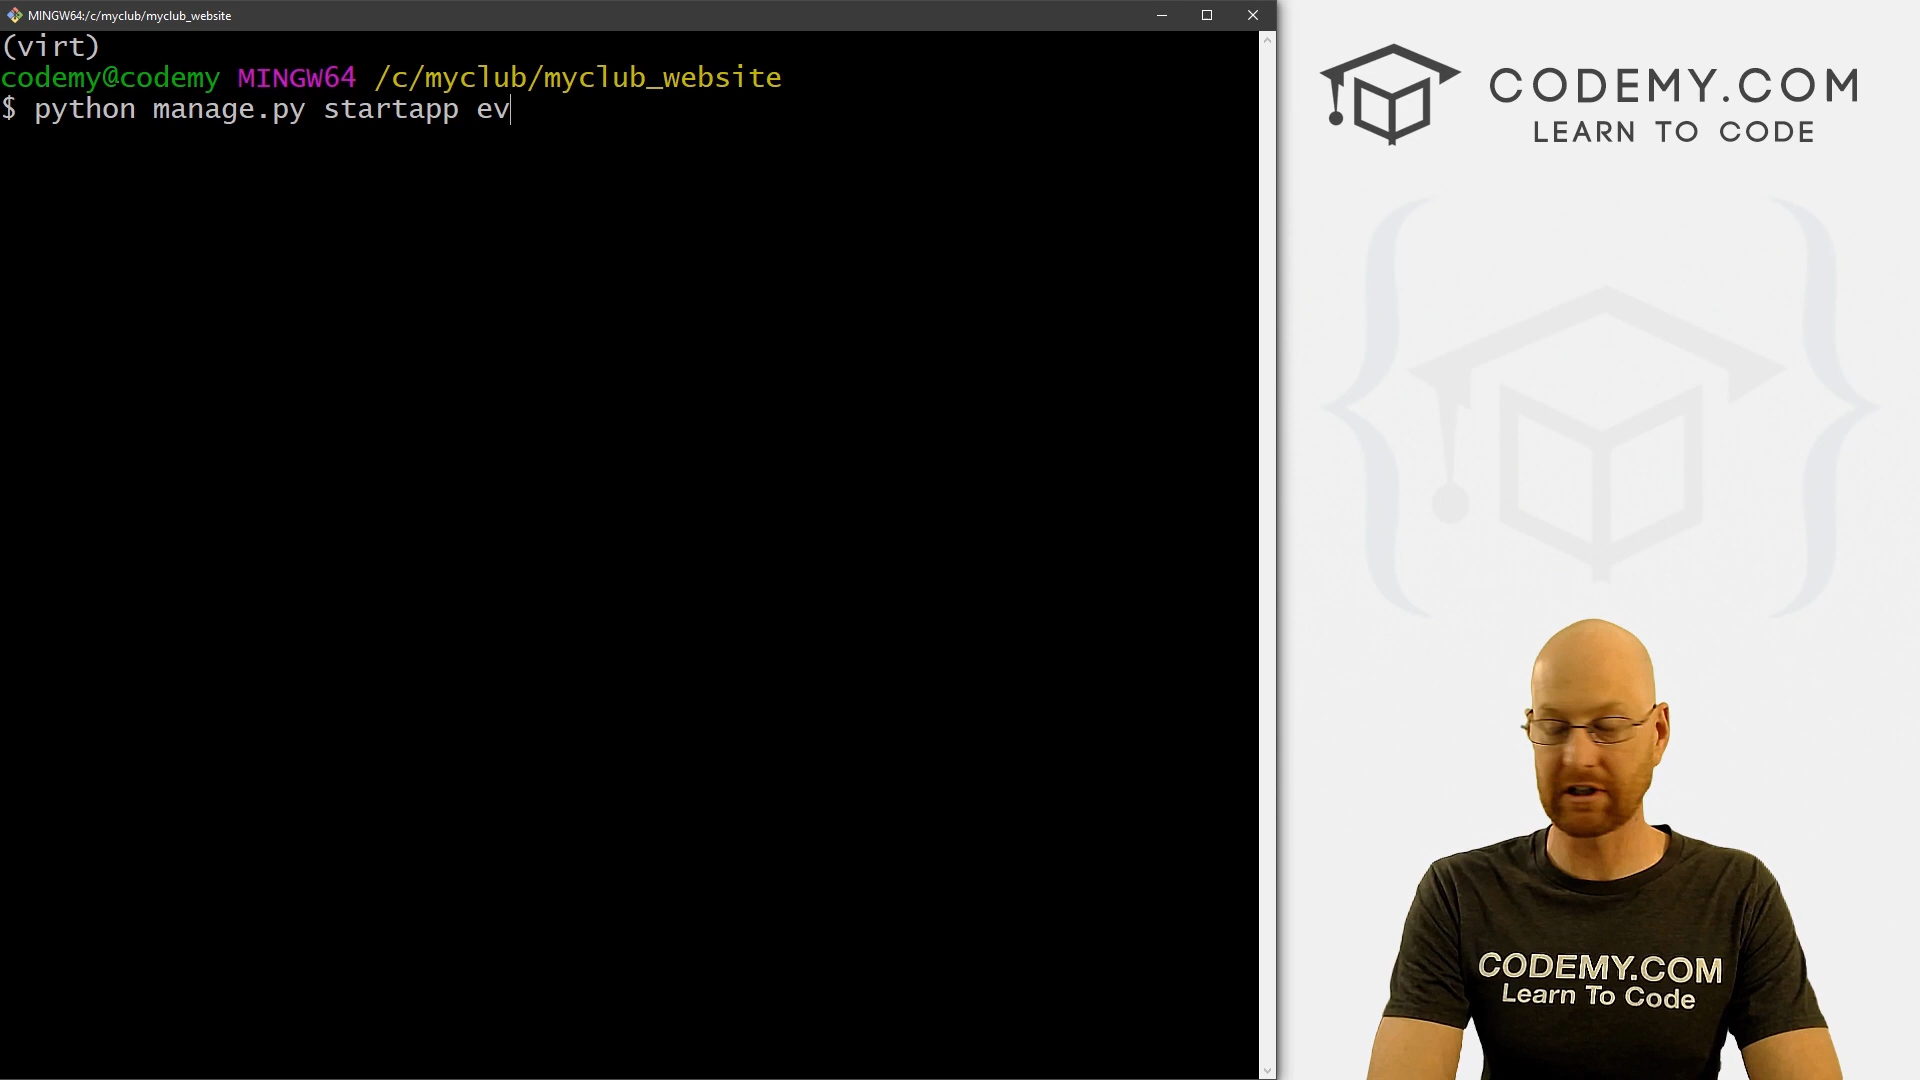 MINGW64:/c/myclub/myclub_website
(virt)
codemy@codemy MINGW64 /c/myclub/myclub_website
$ python manage.py startapp ev
CODEMY.COM
LEARN TO CODE
CODEMY.COM
Learn To Code